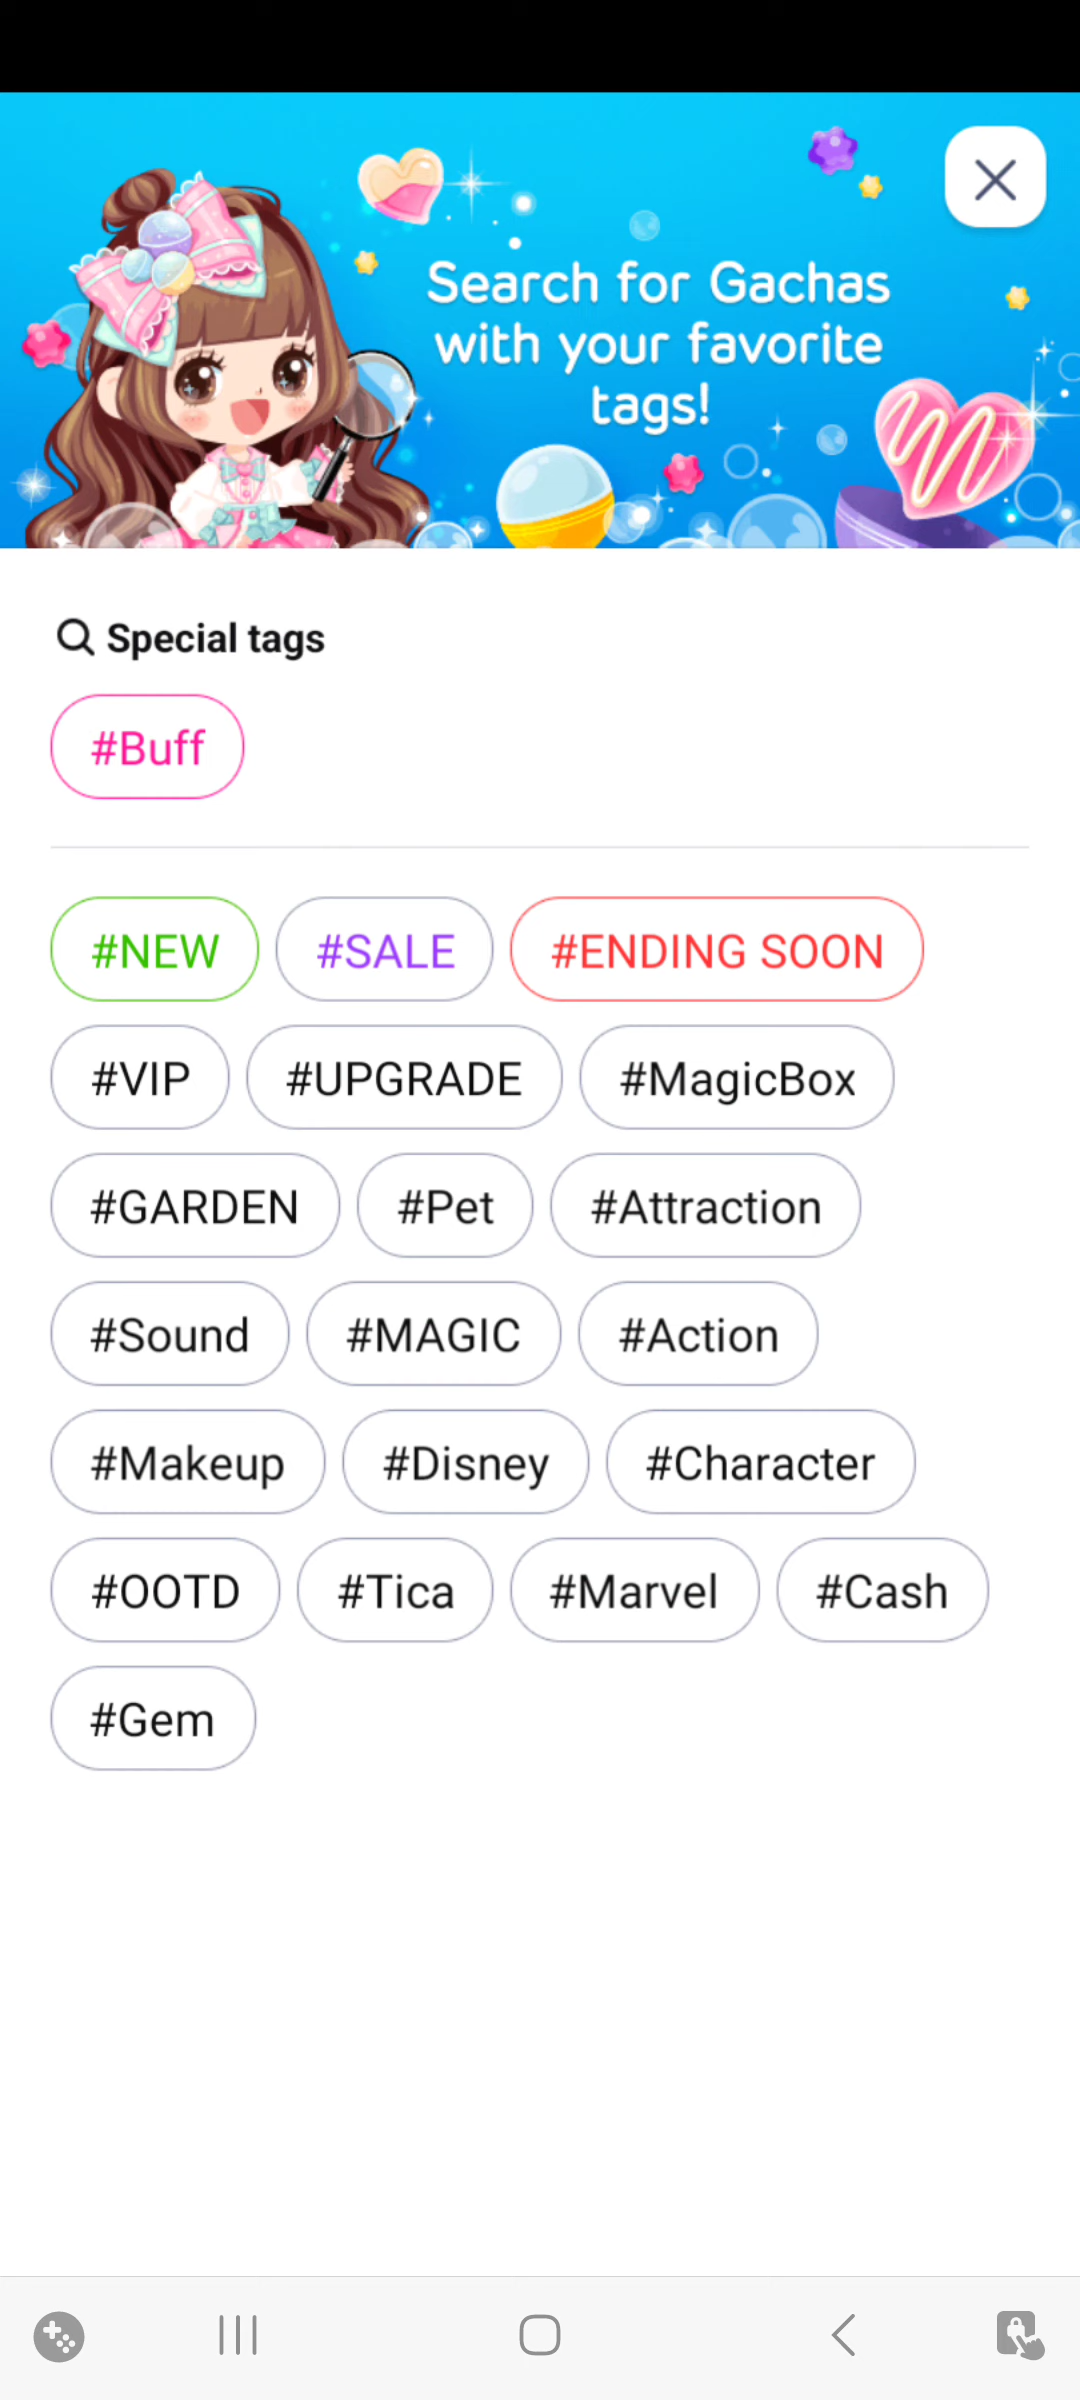 Search for Gachas
with your favorite
tags!
Special tags
#Buff
#NEW #SALE #ENDING SOON
#VIP #UPGRADE #MagicBox
#GARDEN #Pet #Attraction
#Sound #MAGIC #Action
#Makeup #Disney #Character
#OOTD #Tica #Marvel #Cash
#Gem